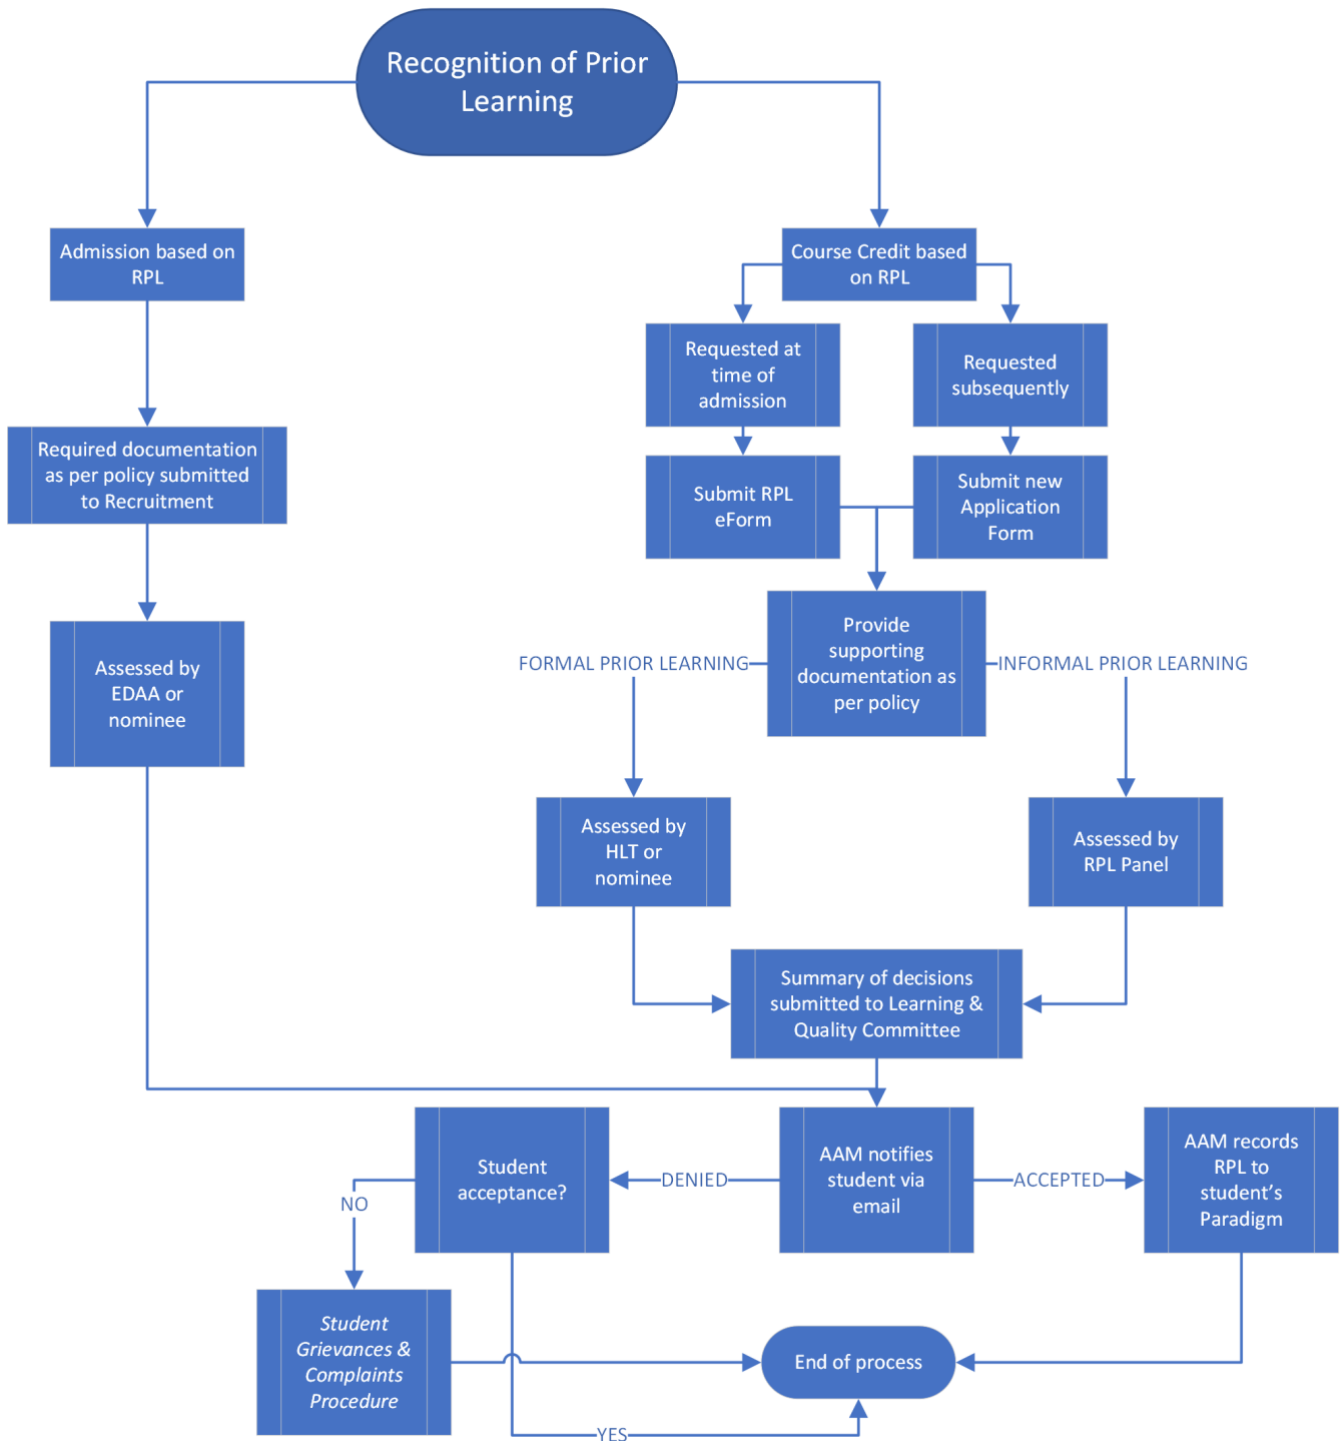 Recognition of Prior
Learning
Admission based on
RPL
Course Credit based
on RPL
Requested at
time of
admission
Requested
subsequently
Required documentation
as per policy submitted
to Recruitment
Submit RPL
eForm
Submit new
Application
Form
Assessed by
EDAA or
nominee
Provide
supporting
documentation as
per policy
FORMAL PRIOR LEARNING
INFORMAL PRIOR LEARNING
Assessed by
HLT or
nominee
Assessed by
RPL Panel
Summary of decisions
submitted to Learning &
Quality Committee
Student
acceptance?
DENIED
AAM notifies
student via
email
ACCEPTED
AAM records
RPL to
student’s
Paradigm
NO
Student
Grievances &
Complaints
Procedure
End of process
YES